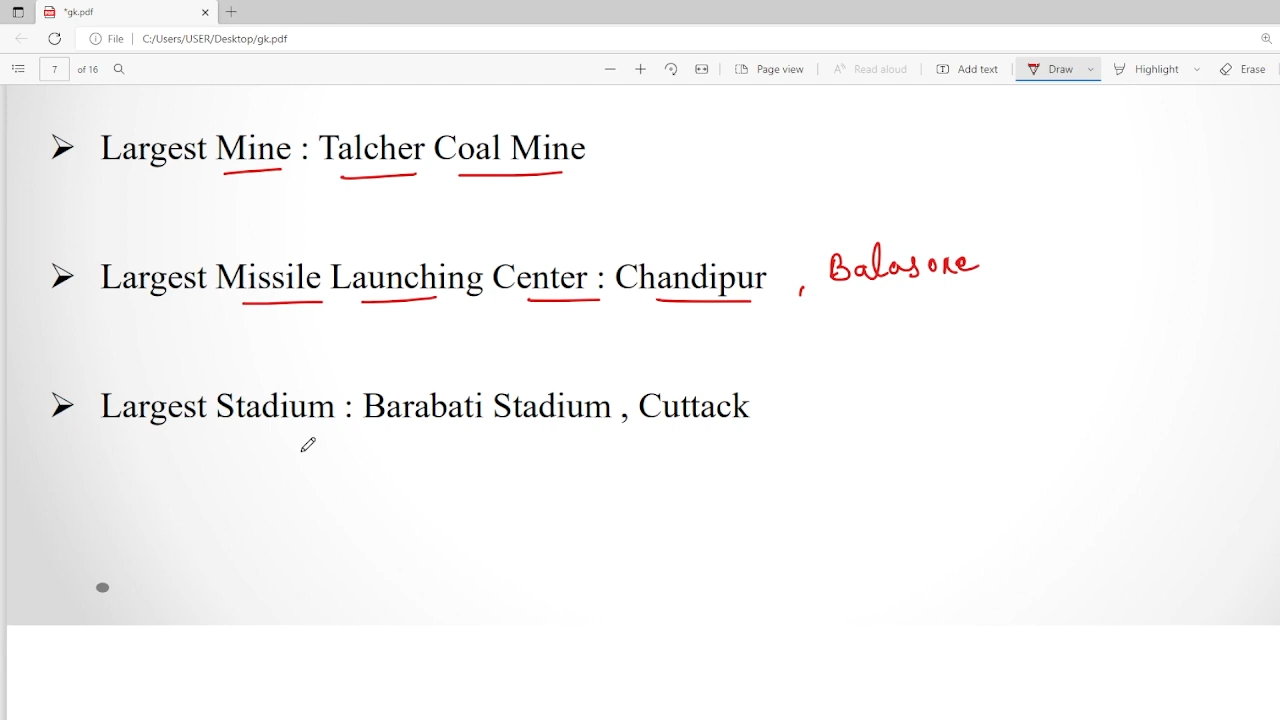 *gk.pdf
File C:/Users/USER/Desktop/gk.pdf
7 of 16 Page view Read aloud Add text Draw Highlight Erase
➢ Largest Mine : Talcher Coal Mine
➢ Largest Missile Launching Center : Chandipur , Balasore
➢ Largest Stadium : Barabati Stadium , Cuttack